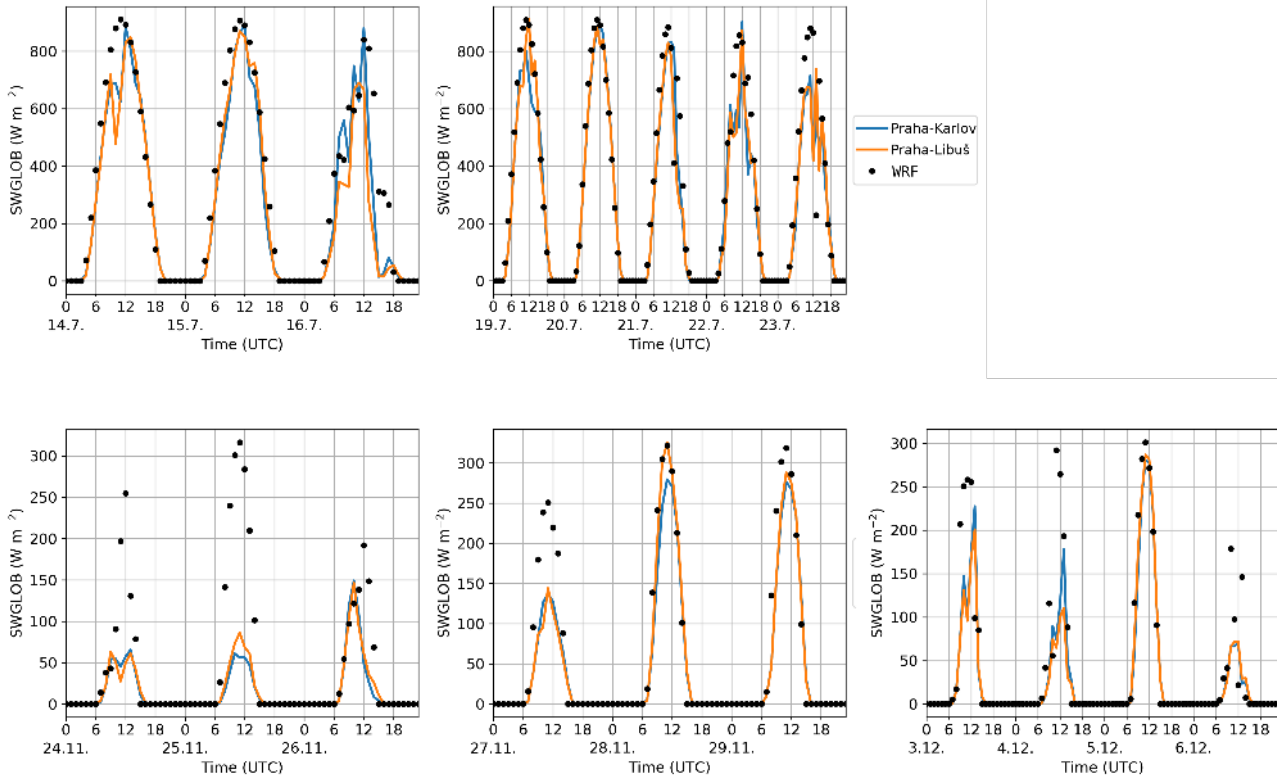 800
600
400
200
0
SWGLOB (W m⁻²)
0 6 12 18 0 6 12 18 0 6 12 18
14.7. 15.7. 16.7.
Time (UTC)
800
600
400
200
0
SWGLOB (W m⁻²)
0 6 1218 0 6 1218 0 6 1218 0 6 1218 0 6 1218
19.7. 20.7. 21.7. 22.7. 23.7.
Time (UTC)
Praha-Karlov
Praha-Libuš
WRF
300
250
200
150
100
50
0
SWGLOB (W m⁻²)
0 6 12 18 0 6 12 18 0 6 12 18
24.11. 25.11. 26.11.
Time (UTC)
300
250
200
150
100
50
0
SWGLOB (W m⁻²)
0 6 12 18 0 6 12 18 0 6 12 18
27.11. 28.11. 29.11.
Time (UTC)
300
250
200
150
100
50
0
SWGLOB (W m⁻²)
0 6 12 18 0 6 12 18 0 6 12 18 0 6 12 18
3.12. 4.12. 5.12. 6.12.
Time (UTC)